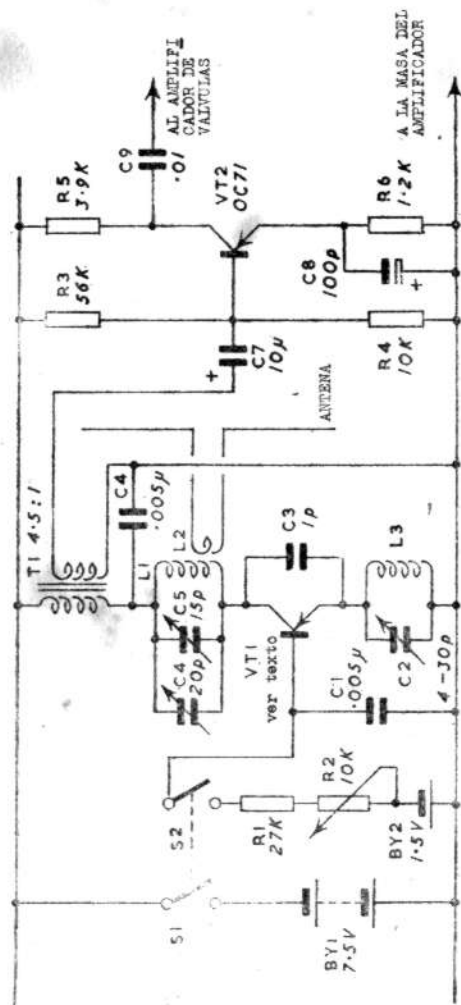 S1
BY1
7.5V
S2
R1
27K
R2
10K
BY2
1.5V
VT1
ver texto
C1
.005μ
C4
20p
C5
15p
L1
L2
T1 4.5:1
C4
.005μ
C3
1p
C2
4-30p
L3
ANTENA
+
C7
10μ
R3
56K
R4
10K
R5
3.9K
C9
.01
VT2
OC71
C8
100μ
+
R6
1.2K
AL AMPLIFI
CADOR DE
VALVULAS
A LA MASA DEL
AMPLIFICADOR